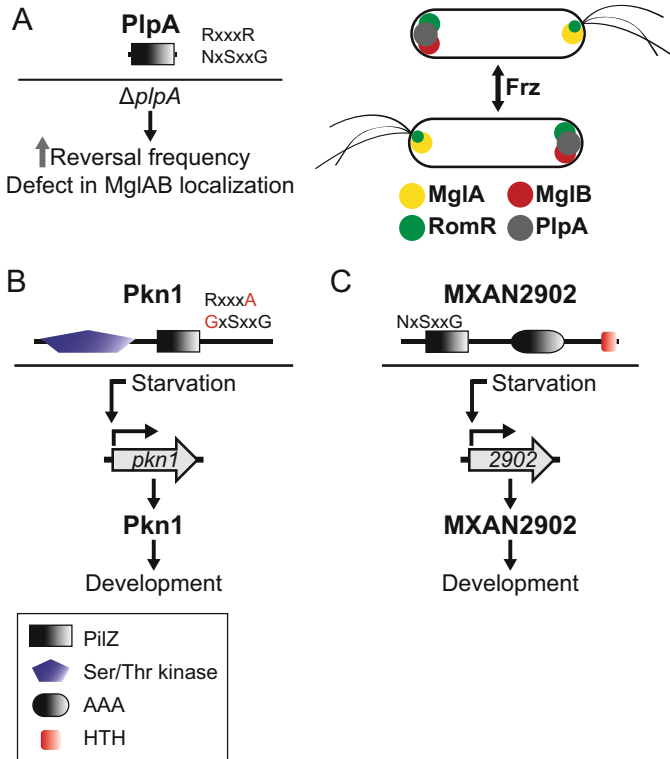 A
PlpA
RxxxR
NxSxxG
ΔplpA
Reversal frequency
Defect in MglAB localization
Frz
MglA
MglB
RomR
PlpA
B
Pkn1
RxxxA
GxSxxG
Starvation
pkn1
Pkn1
Development
C
MXAN2902
NxSxxG
Starvation
2902
MXAN2902
Development
PilZ
Ser/Thr kinase
AAA
HTH